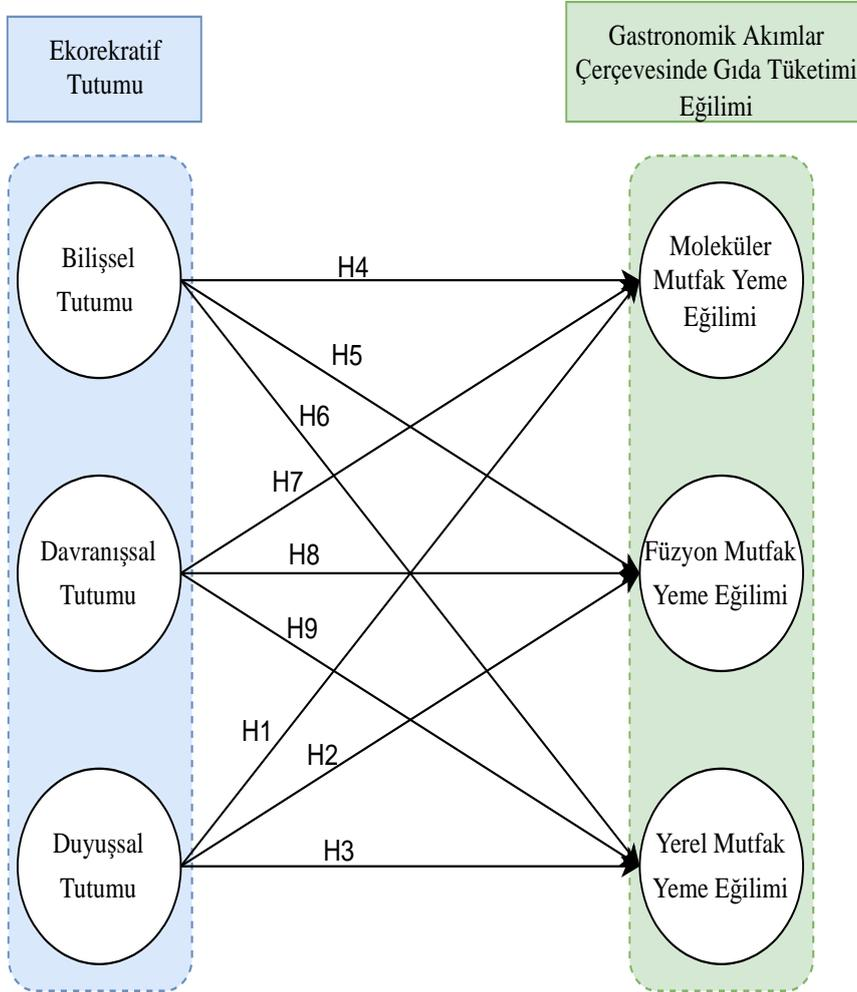 Ekorekratif
Tutumu
Gastronomik Akımlar
Çerçevesinde Gıda Tüketimi
Eğilimi
Bilişsel
Tutumu
Moleküler
Mutfak Yeme
Eğilimi
H4
H5
H6
H7
Davranışsal
Tutumu
H8
Füzyon Mutfak
Yeme Eğilimi
H9
H1
H2
Duyuşsal
Tutumu
H3
Yerel Mutfak
Yeme Eğilimi